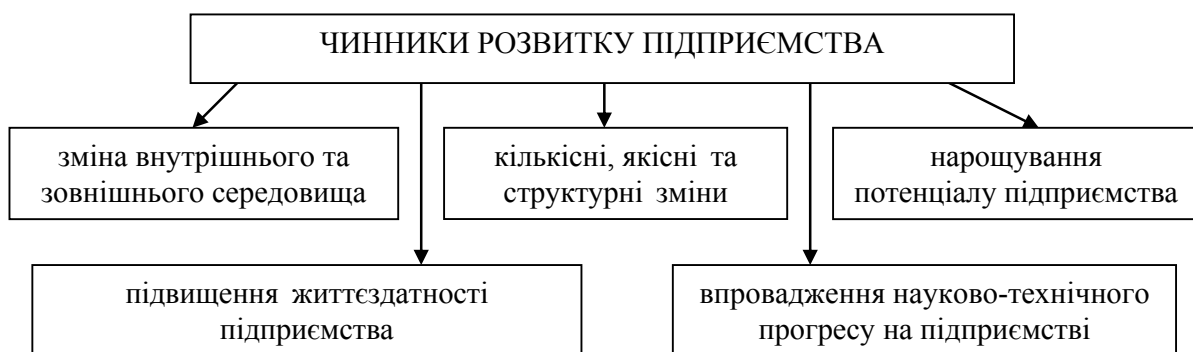 ЧИННИКИ РОЗВИТКУ ПІДПРИЄМСТВА
зміна внутрішнього та
зовнішнього середовища
кількісні, якісні та
структурні зміни
нарощування
потенціалу підприємства
підвищення життєздатності
підприємства
впровадження науково-технічного
прогресу на підприємстві